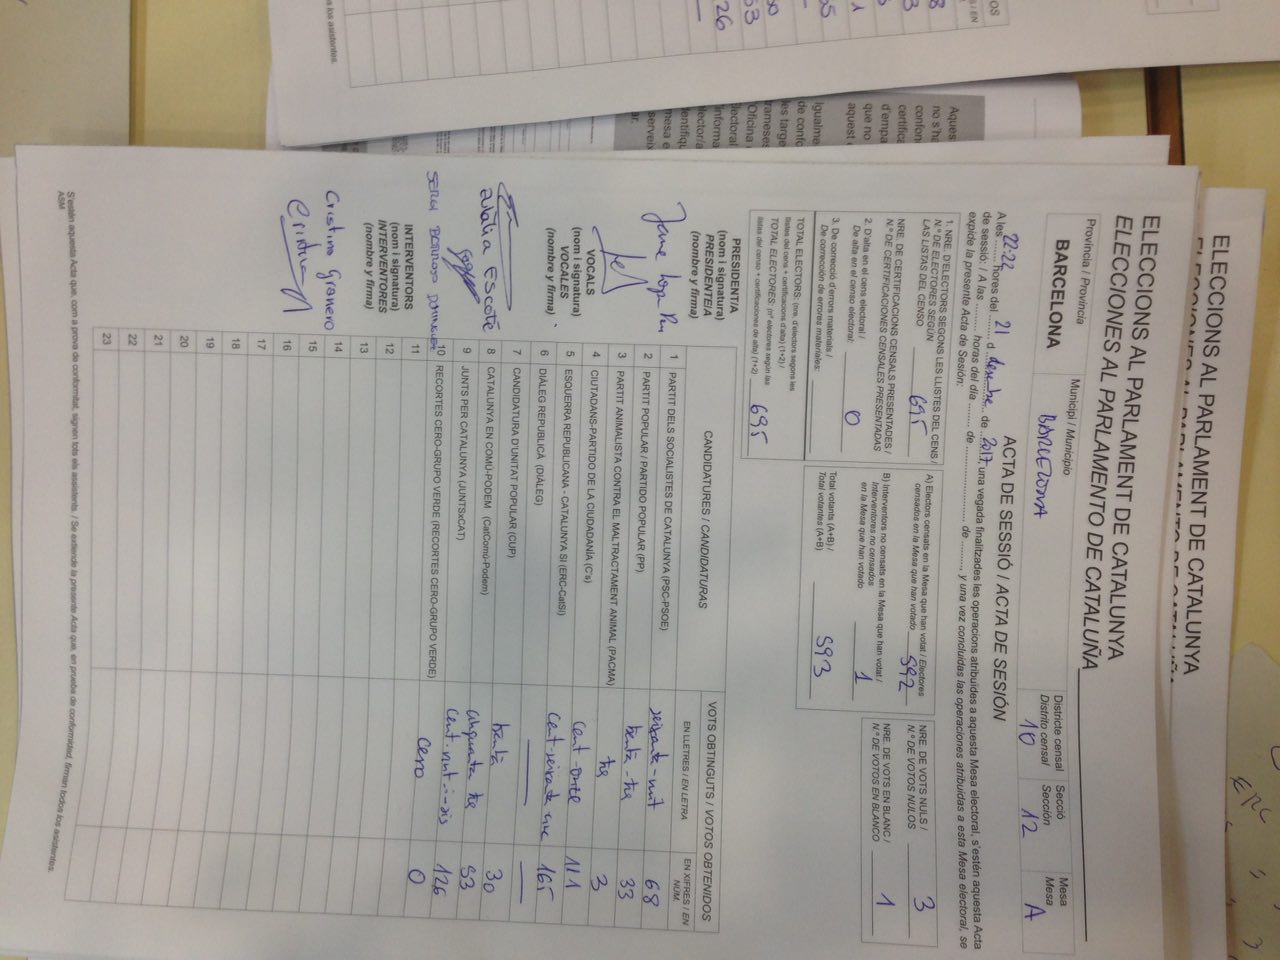 ELECCIONS AL PARLAMENT DE CATALUNYA
ELECCIONS AL PARLAMENT DE CATALUNYA
ELECCIONES AL PARLAMENTO DE CATALUÑA
Provincia / Província
BARCELONA
Municipi / Municipio
BARCELONA
Districte censal
Distrito censal
10
Secció
Sección
12
Mesa
Mesa
A
ACTA DE SESSIÓ / ACTA DE SESIÓN
A les 22:22 hores del 21 d desembre de 2017, una vegada finalitzades les operacions atribuïdes a aquesta Mesa electoral, s'estén aquesta Acta
de sessió: / A las ........ horas del día ........ de ........ de ........, y una vez concluidas las operaciones atribuidas a esta Mesa electoral, se
expide la presente Acta de Sesión:
1. NRE. D'ELECTORS SEGONS LES LLISTES DEL CENS /
N.º DE ELECTORES SEGÚN
LAS LISTAS DEL CENSO 695
NRE. DE CERTIFICACIONS CENSALS PRESENTADES /
N.º DE CERTIFICACIONES CENSALES PRESENTADAS
2. D'alta en el cens electoral /
De alta en el censo electoral: 0
3. De correcció d'errors materials /
De corrección de errores materiales:
TOTAL ELECTORS: (nre. d'electors segons les
llistes del cens + certificacions d'alta) (1+2) /
TOTAL ELECTORES: (nº electores según las
listas del censo + certificaciones de alta) (1+2) 695
A) Electors censats en la Mesa que han votat / Electores
censados en la Mesa que han votado 592
B) Interventors no censats en la Mesa que han votat /
Interventores no censados
en la Mesa que han votado 1
Total votants (A+B) /
Total votantes (A+B) 593
NRE. DE VOTS NULS /
N.º DE VOTOS NULOS 3
NRE. DE VOTS EN BLANC /
N.º DE VOTOS EN BLANCO 1
PRESIDENT/A
(nom i signatura)
PRESIDENTE/A
(nombre y firma)
VOCALS
(nom i signatura)
VOCALES
(nombre y firma)
Eulàlia Escoté
INTERVENTORS
(nom i signatura)
INTERVENTORES
(nombre y firma)
Cristina Granero
CANDIDATURES / CANDIDATURAS
VOTS OBTINGUTS / VOTOS OBTENIDOS
EN LLETRES / EN LETRA
EN XIFRES / EN NÚM.
1 PARTIT DELS SOCIALISTES DE CATALUNYA (PSC-PSOE) seixanta-vuit 68
2 PARTIT POPULAR / PARTIDO POPULAR (PP) trenta-tres 33
3 PARTIT ANIMALISTA CONTRA EL MALTRACTAMENT ANIMAL (PACMA) tres 3
4 CIUTADANS-PARTIDO DE LA CIUDADANÍA (C's) cent-onze 111
5 ESQUERRA REPUBLICANA - CATALUNYA SÍ (ERC-CatSí) cent-seixanta cinc 165
6 DIÀLEG REPUBLICÀ (DIÀLEG)
7 CANDIDATURA D'UNITAT POPULAR (CUP) trenta 30
8 CATALUNYA EN COMÚ-PODEM (CatComú-Podem) cinquanta tres 53
9 JUNTS PER CATALUNYA (JUNTSxCAT) cent vint-i-sis 126
10 RECORTES CERO-GRUPO VERDE (RECORTES CERO-GRUPO VERDE) cero 0
11
12
13
14
15
16
17
18
19
20
21
22
23
S'estén aquesta Acta que, com a prova de conformitat, signen tots els assistents. / Se extiende la presente Acta que, en prueba de conformidad, firman todos los asistentes.
ASM